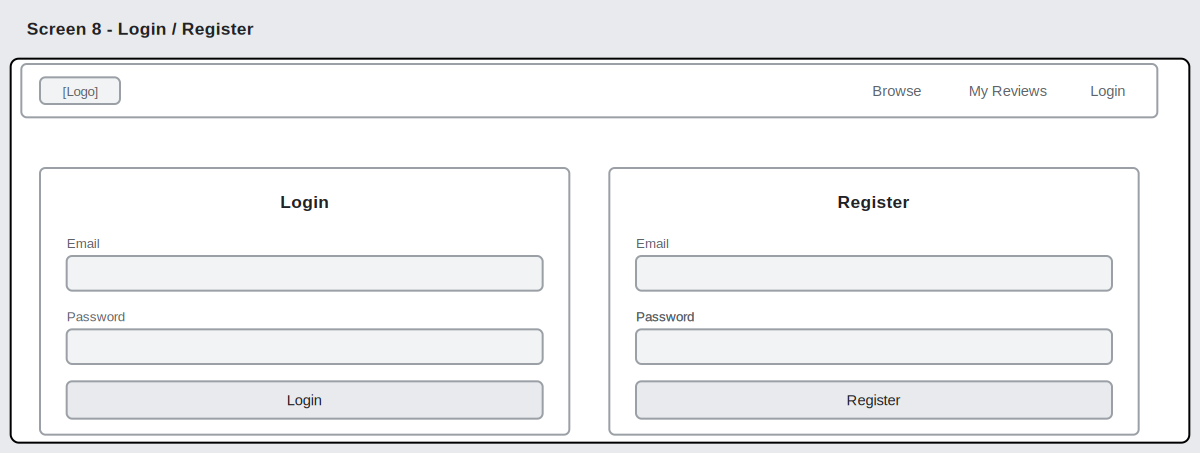 Screen 8 - Login / Register
[Logo] Browse My Reviews Login
Login
Email
Password
Login
Register
Email
Password
Register